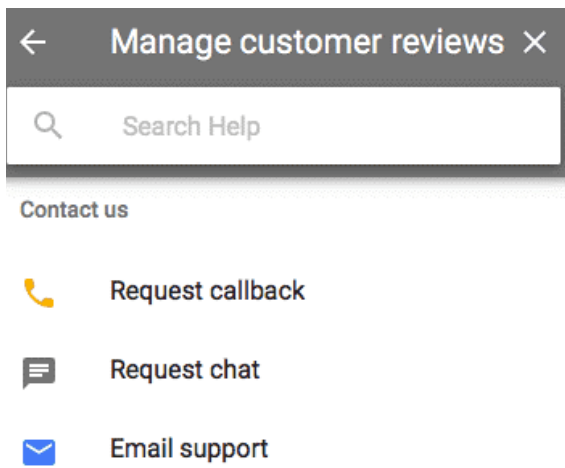 Manage customer reviews
Search Help
Contact us
Request callback
Request chat
Email support